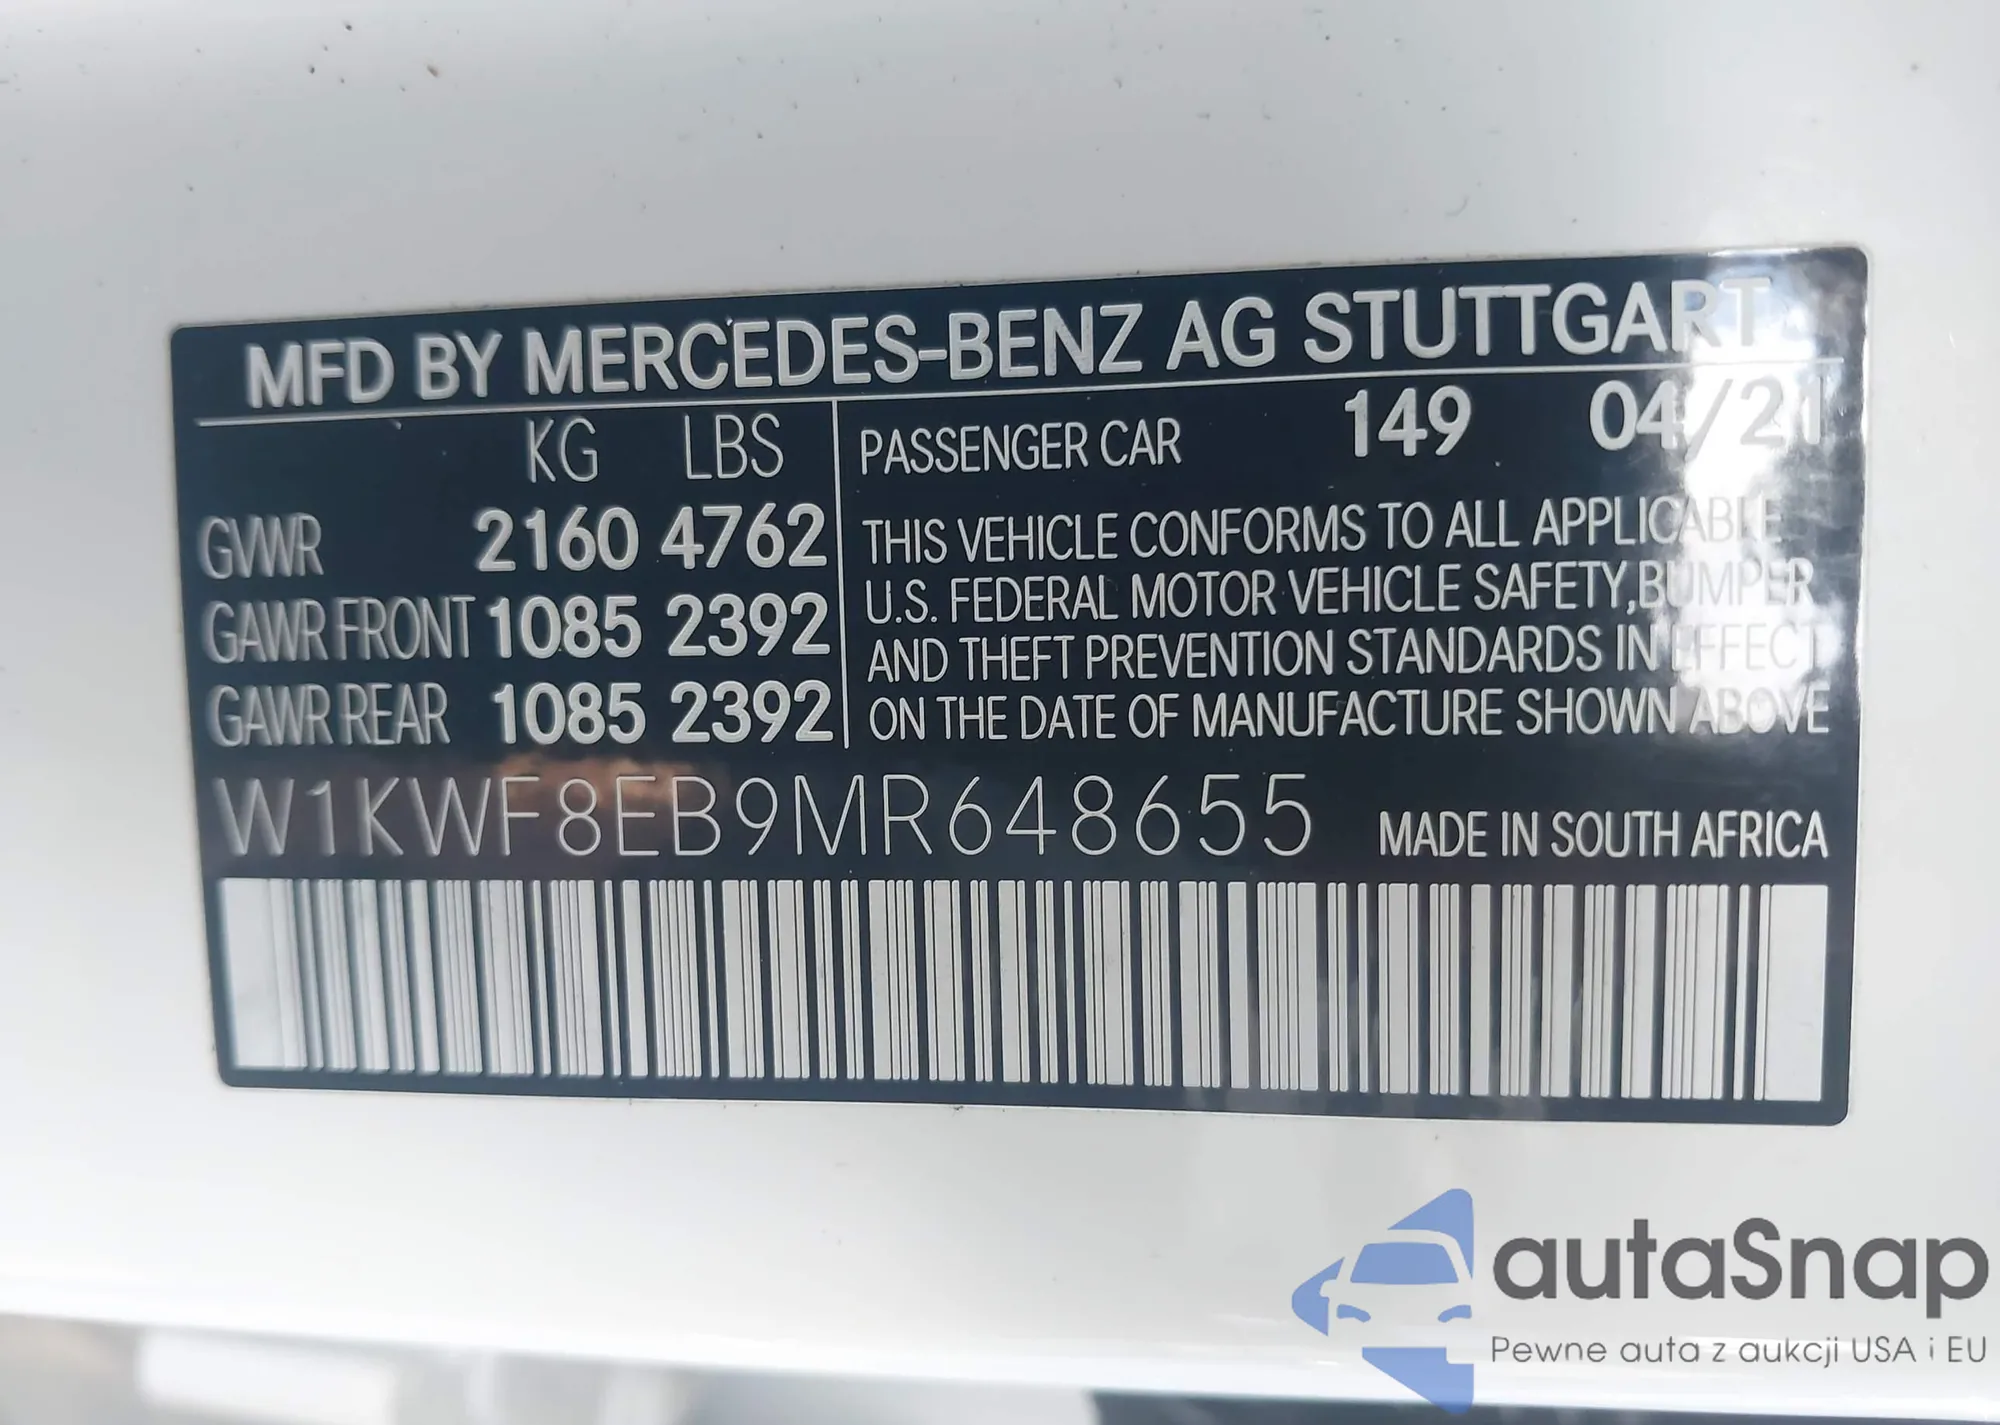 MFD BY MERCEDES-BENZ AG STUTTGART
KG LBS
GVWR 2160 4762
GAWR FRONT 1085 2392
GAWR REAR 1085 2392
PASSENGER CAR 149 04/21
THIS VEHICLE CONFORMS TO ALL APPLICABLE
U.S. FEDERAL MOTOR VEHICLE SAFETY,BUMPER
AND THEFT PREVENTION STANDARDS IN EFFECT
ON THE DATE OF MANUFACTURE SHOWN ABOVE
W1KWF8EB9MR648655 MADE IN SOUTH AFRICA
autaSnap
Pewne auta z aukcji USA i EU